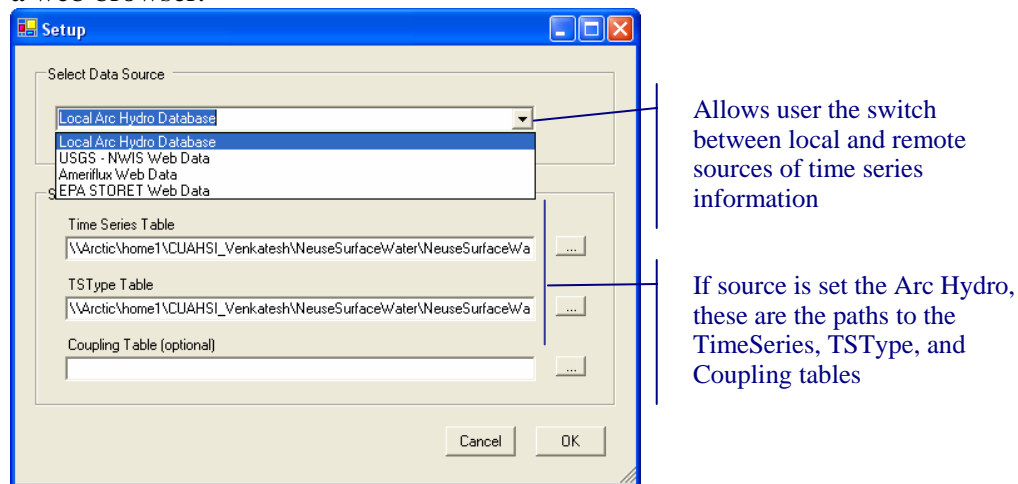 a web browser.
Setup
Select Data Source
Local Arc Hydro Database
Local Arc Hydro Database
USGS - NWIS Web Data
Ameriflux Web Data
EPA STORET Web Data
Time Series Table
\\Arctic\home1\CUAHSI_Venkatesh\NeuseSurfaceWater\NeuseSurfaceWa
...
TSType Table
\\Arctic\home1\CUAHSI_Venkatesh\NeuseSurfaceWater\NeuseSurfaceWa
...
Coupling Table (optional)
...
Cancel
OK
Allows user the switch
between local and remote
sources of time series
information
If source is set the Arc Hydro,
these are the paths to the
TimeSeries, TSType, and
Coupling tables